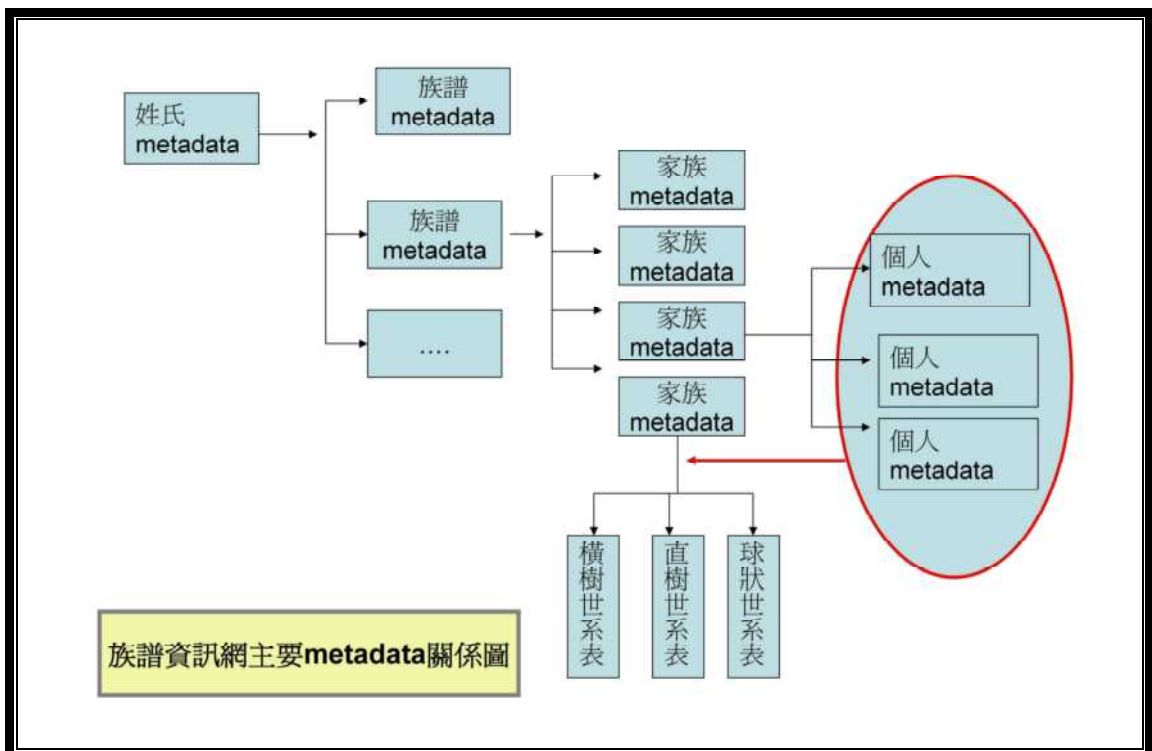 姓氏
metadata
族譜
metadata
族譜
metadata
....
家族
metadata
家族
metadata
家族
metadata
家族
metadata
個人
metadata
個人
metadata
個人
metadata
橫樹世系表
直樹世系表
球狀世系表
族譜資訊網主要metadata關係圖